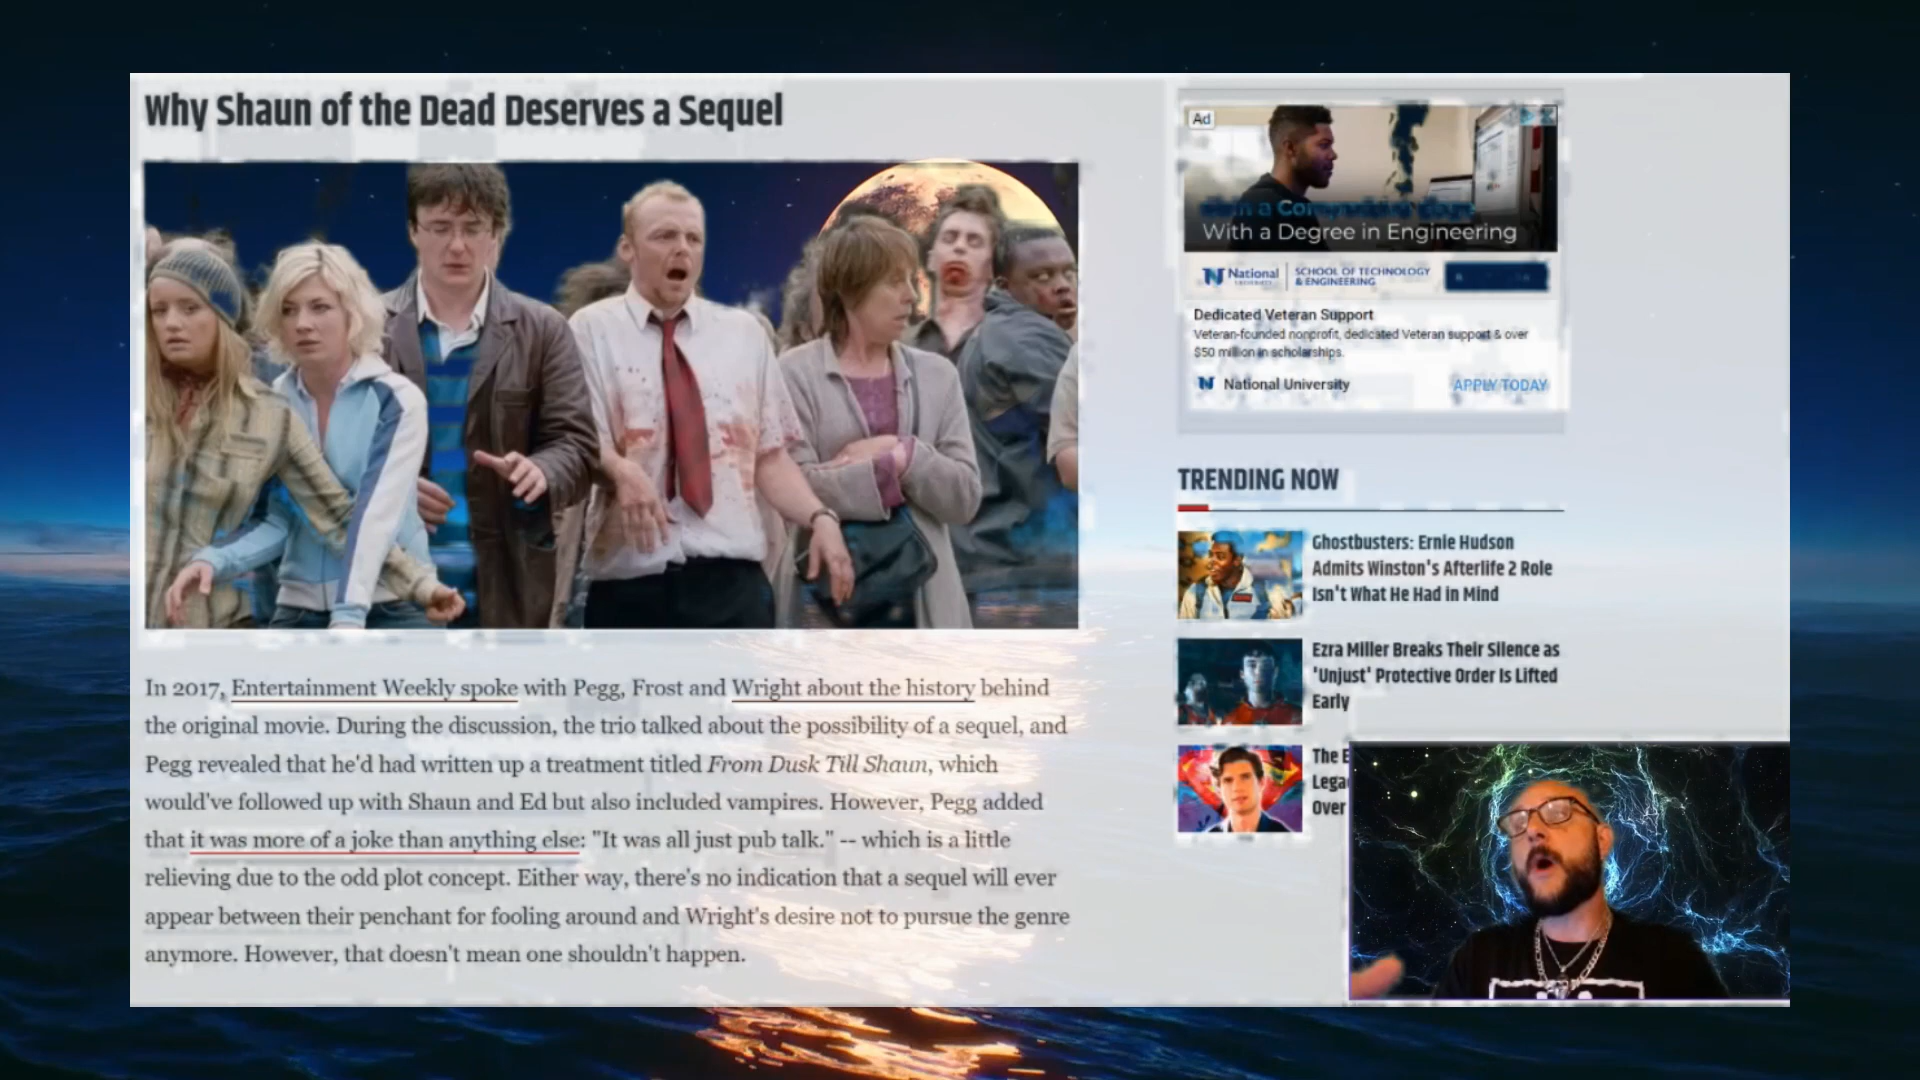 Why Shaun of the Dead Deserves a Sequel
In 2017, Entertainment Weekly spoke with Pegg, Frost and Wright about the history behind
the original movie. During the discussion, the trio talked about the possibility of a sequel, and
Pegg revealed that he'd had written up a treatment titled From Dusk Till Shaun, which
would've followed up with Shaun and Ed but also included vampires. However, Pegg added
that it was more of a joke than anything else: "It was all just pub talk." -- which is a little
relieving due to the odd plot concept. Either way, there's no indication that a sequel will ever
appear between their penchant for fooling around and Wright's desire not to pursue the genre
anymore. However, that doesn't mean one shouldn't happen.
Ad
With a Degree in Engineering
National
UNIVERSITY
SCHOOL OF TECHNOLOGY
& ENGINEERING
Dedicated Veteran Support
Veteran-founded nonprofit, dedicated Veteran support & over
$50 million in scholarships.
National University
APPLY TODAY
TRENDING NOW
Ghostbusters: Ernie Hudson
Admits Winston's Afterlife 2 Role
Isn't What He Had in Mind
Ezra Miller Breaks Their Silence as
'Unjust' Protective Order Is Lifted
Early
The
Over